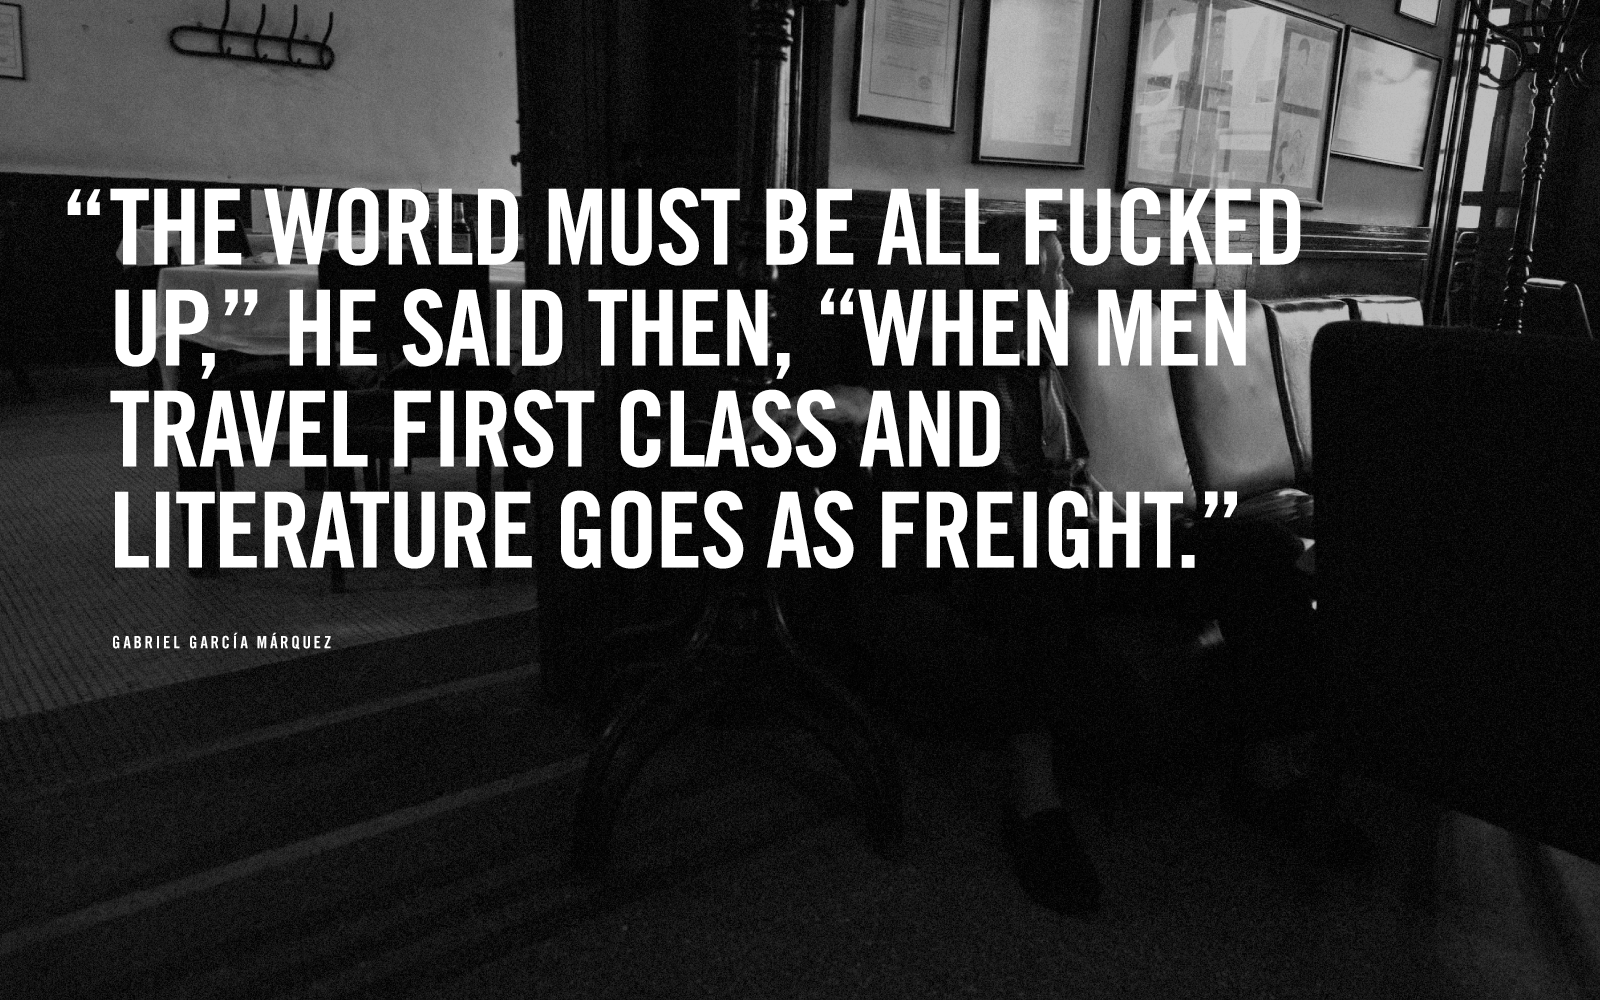 “THE WORLD MUST BE ALL FUCKED
UP,” HE SAID THEN, “WHEN MEN
TRAVEL FIRST CLASS AND
LITERATURE GOES AS FREIGHT.”
GABRIEL GARCÍA MÁRQUEZ